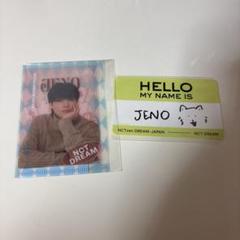 JENO
NCT
DREAM
HELLO
MY NAME IS
JENO
NCTzen DREAM-JAPAN
NCT DREAM